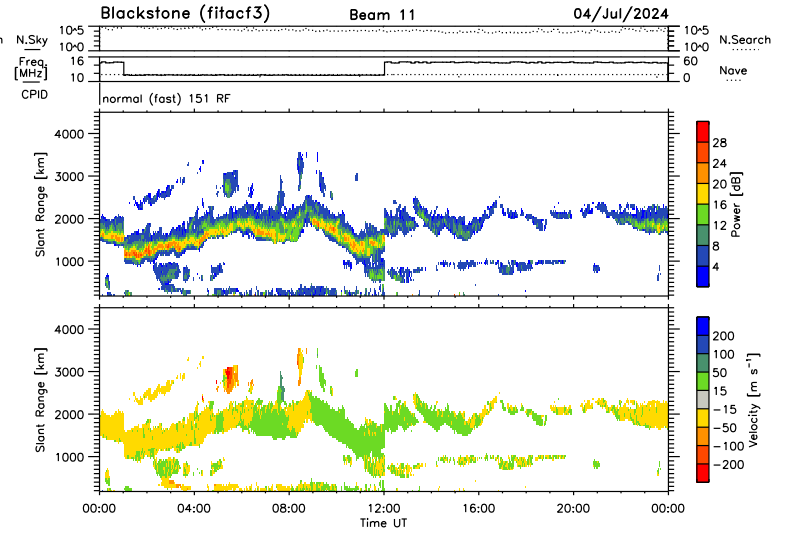 Blackstone (fitacf3) Beam 11 04/Jul/2024
N.Sky 10^5 10^0 10^5 10^0 N.Search
Freq. [MHz] 16 10 60 0 Nave
CPID normal (fast) 151 RF
Slant Range [km]
4000
3000
2000
1000
Power [dB]
28
24
20
16
12
8
4
Slant Range [km]
4000
3000
2000
1000
Velocity [m s⁻¹]
200
100
50
15
−15
−50
−100
−200
00:00 04:00 08:00 12:00 16:00 20:00 00:00
Time UT